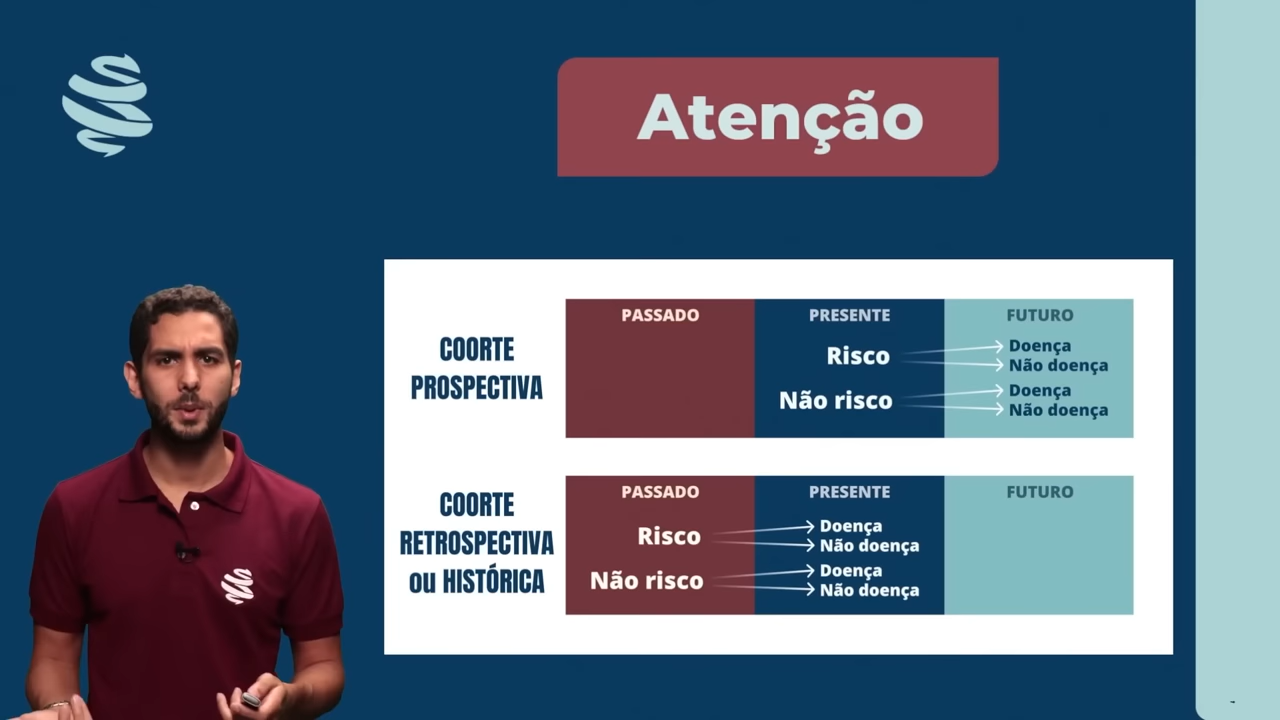 Atenção
COORTE
PROSPECTIVA
PASSADO
PRESENTE
FUTURO
Risco
Doença
Não doença
Não risco
Doença
Não doença
COORTE
RETROSPECTIVA
ou HISTÓRICA
PASSADO
PRESENTE
FUTURO
Risco
Doença
Não doença
Não risco
Doença
Não doença